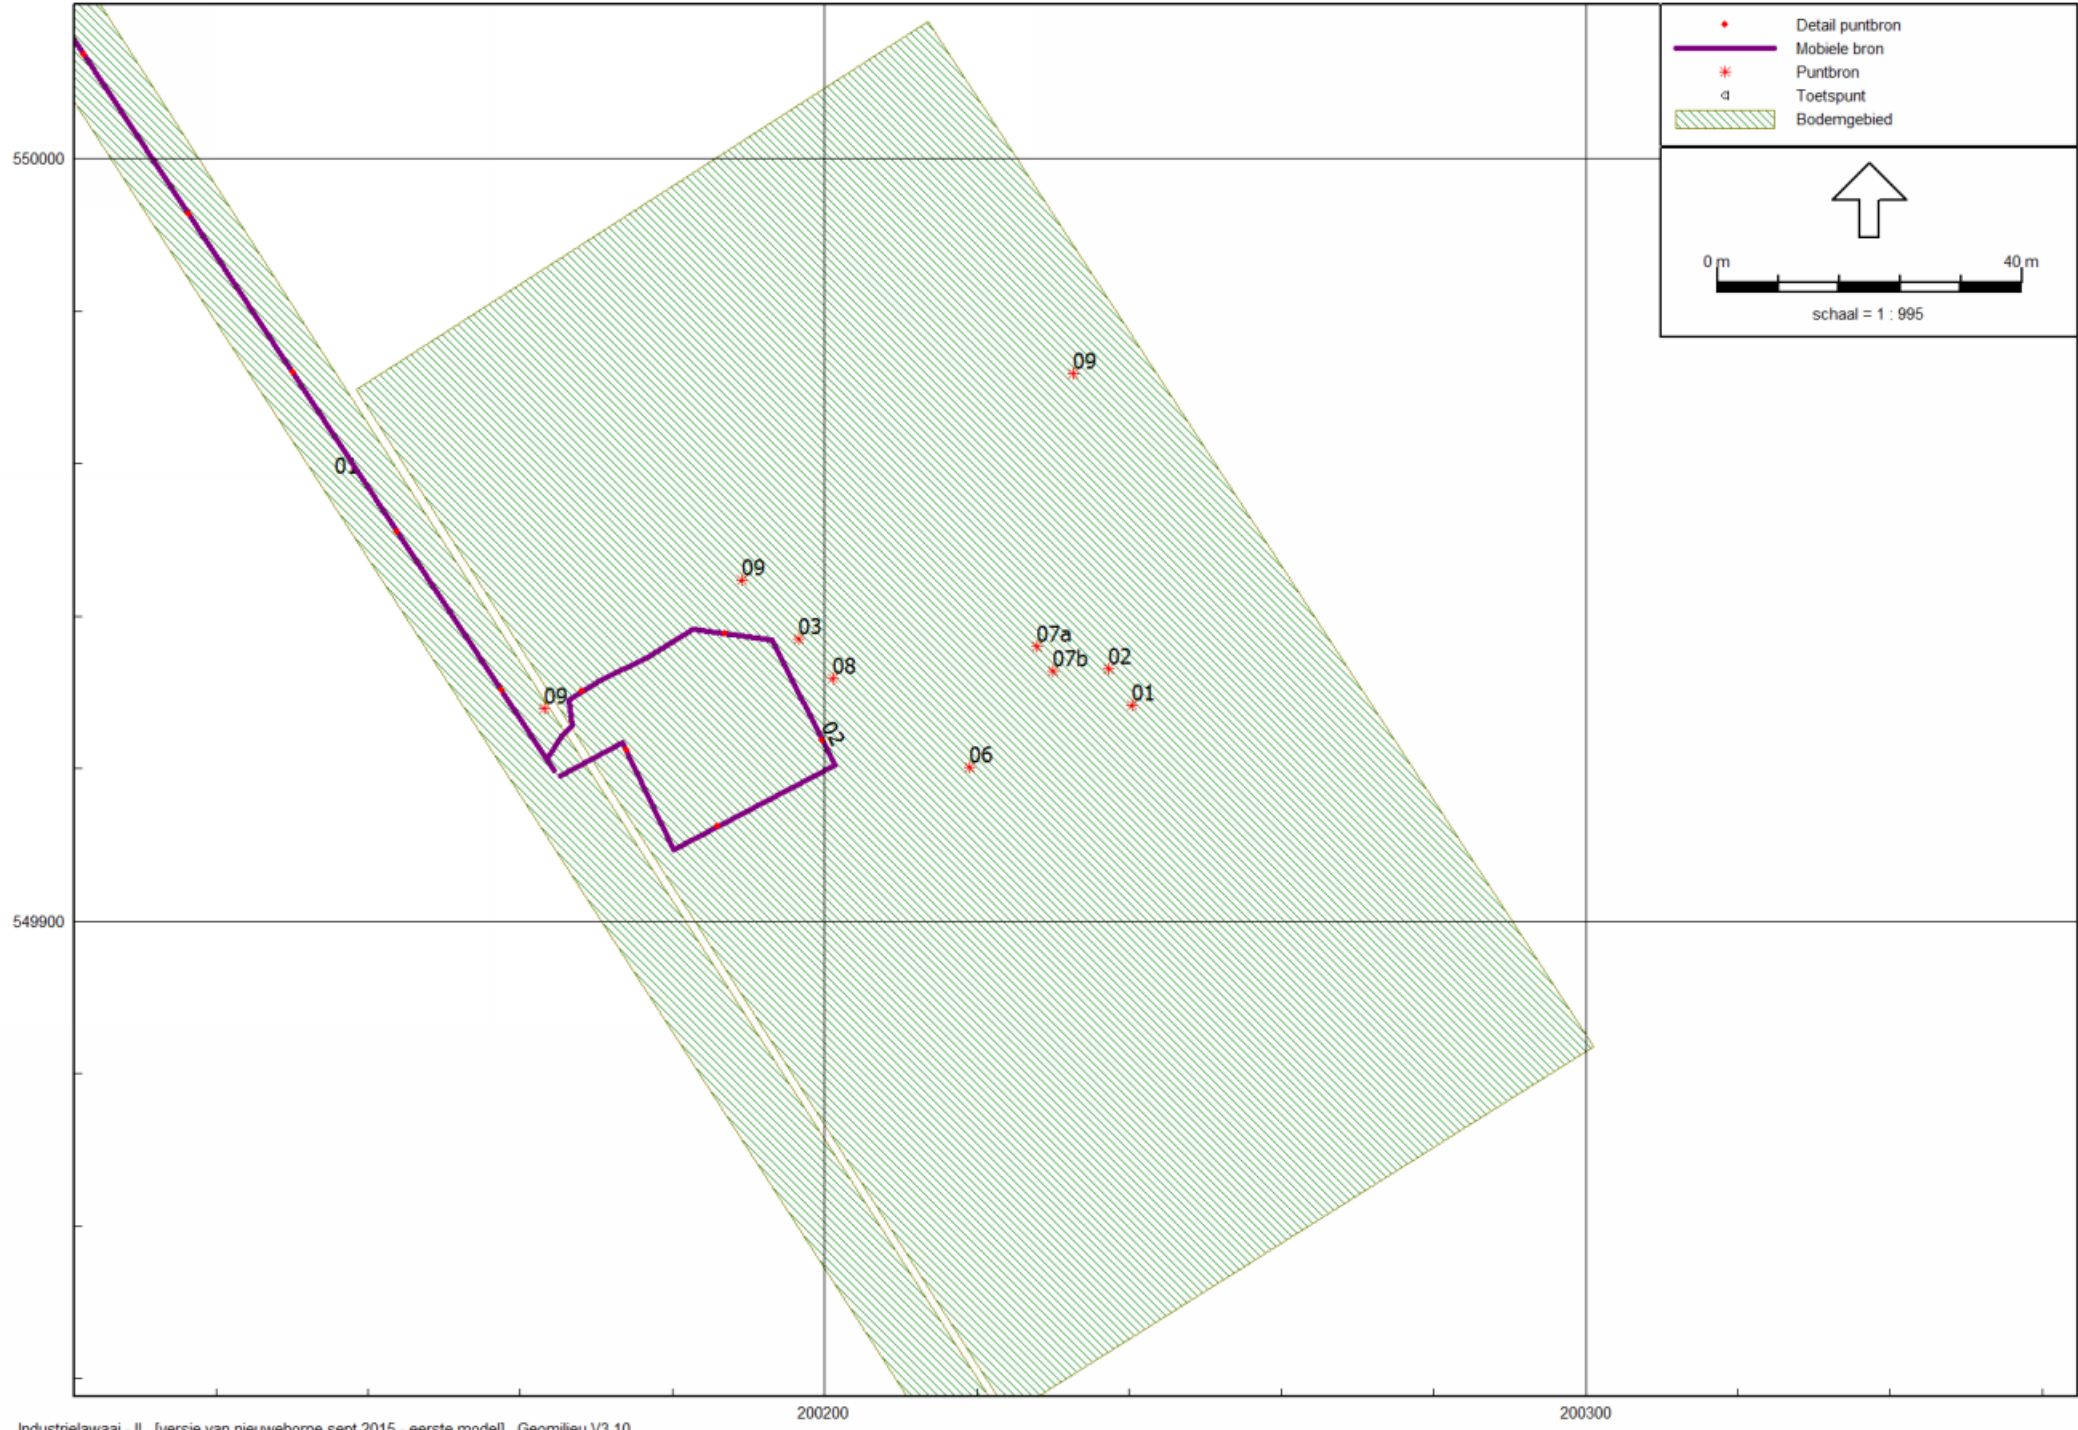 Detail puntbron
Mobiele bron
Puntbron
Toetspunt
Bodemgebied
0 m 40 m
schaal = 1 : 995
550000
09
01
09
03
07a
08
07b
02
09
01
02
06
549900
200200 200300
Industrielawaai - IL, [versie van nieuwehorne sept 2015 - eerste model], Geomilieu V3.10